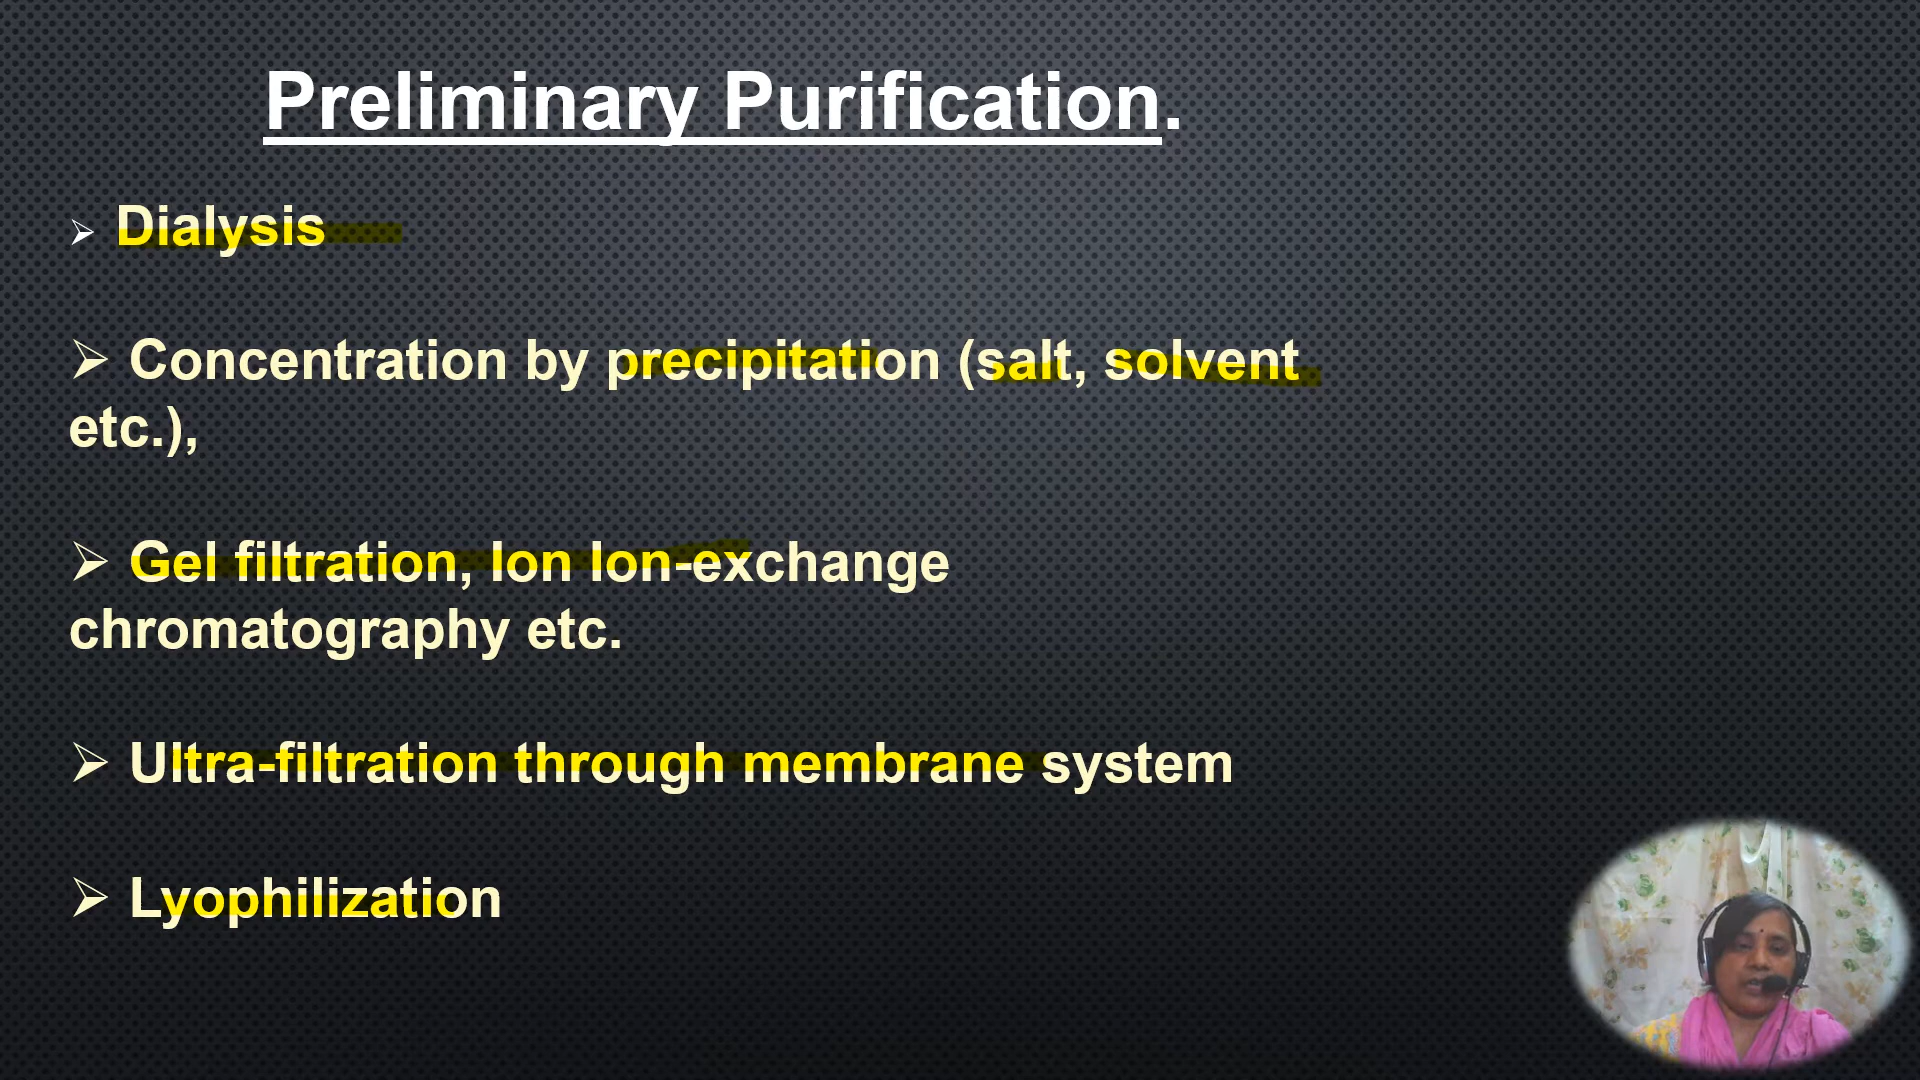 Preliminary Purification.
➢ Dialysis
➢ Concentration by precipitation (salt, solvent
etc.),
➢ Gel filtration, Ion Ion-exchange
chromatography etc.
➢ Ultra-filtration through membrane system
➢ Lyophilization